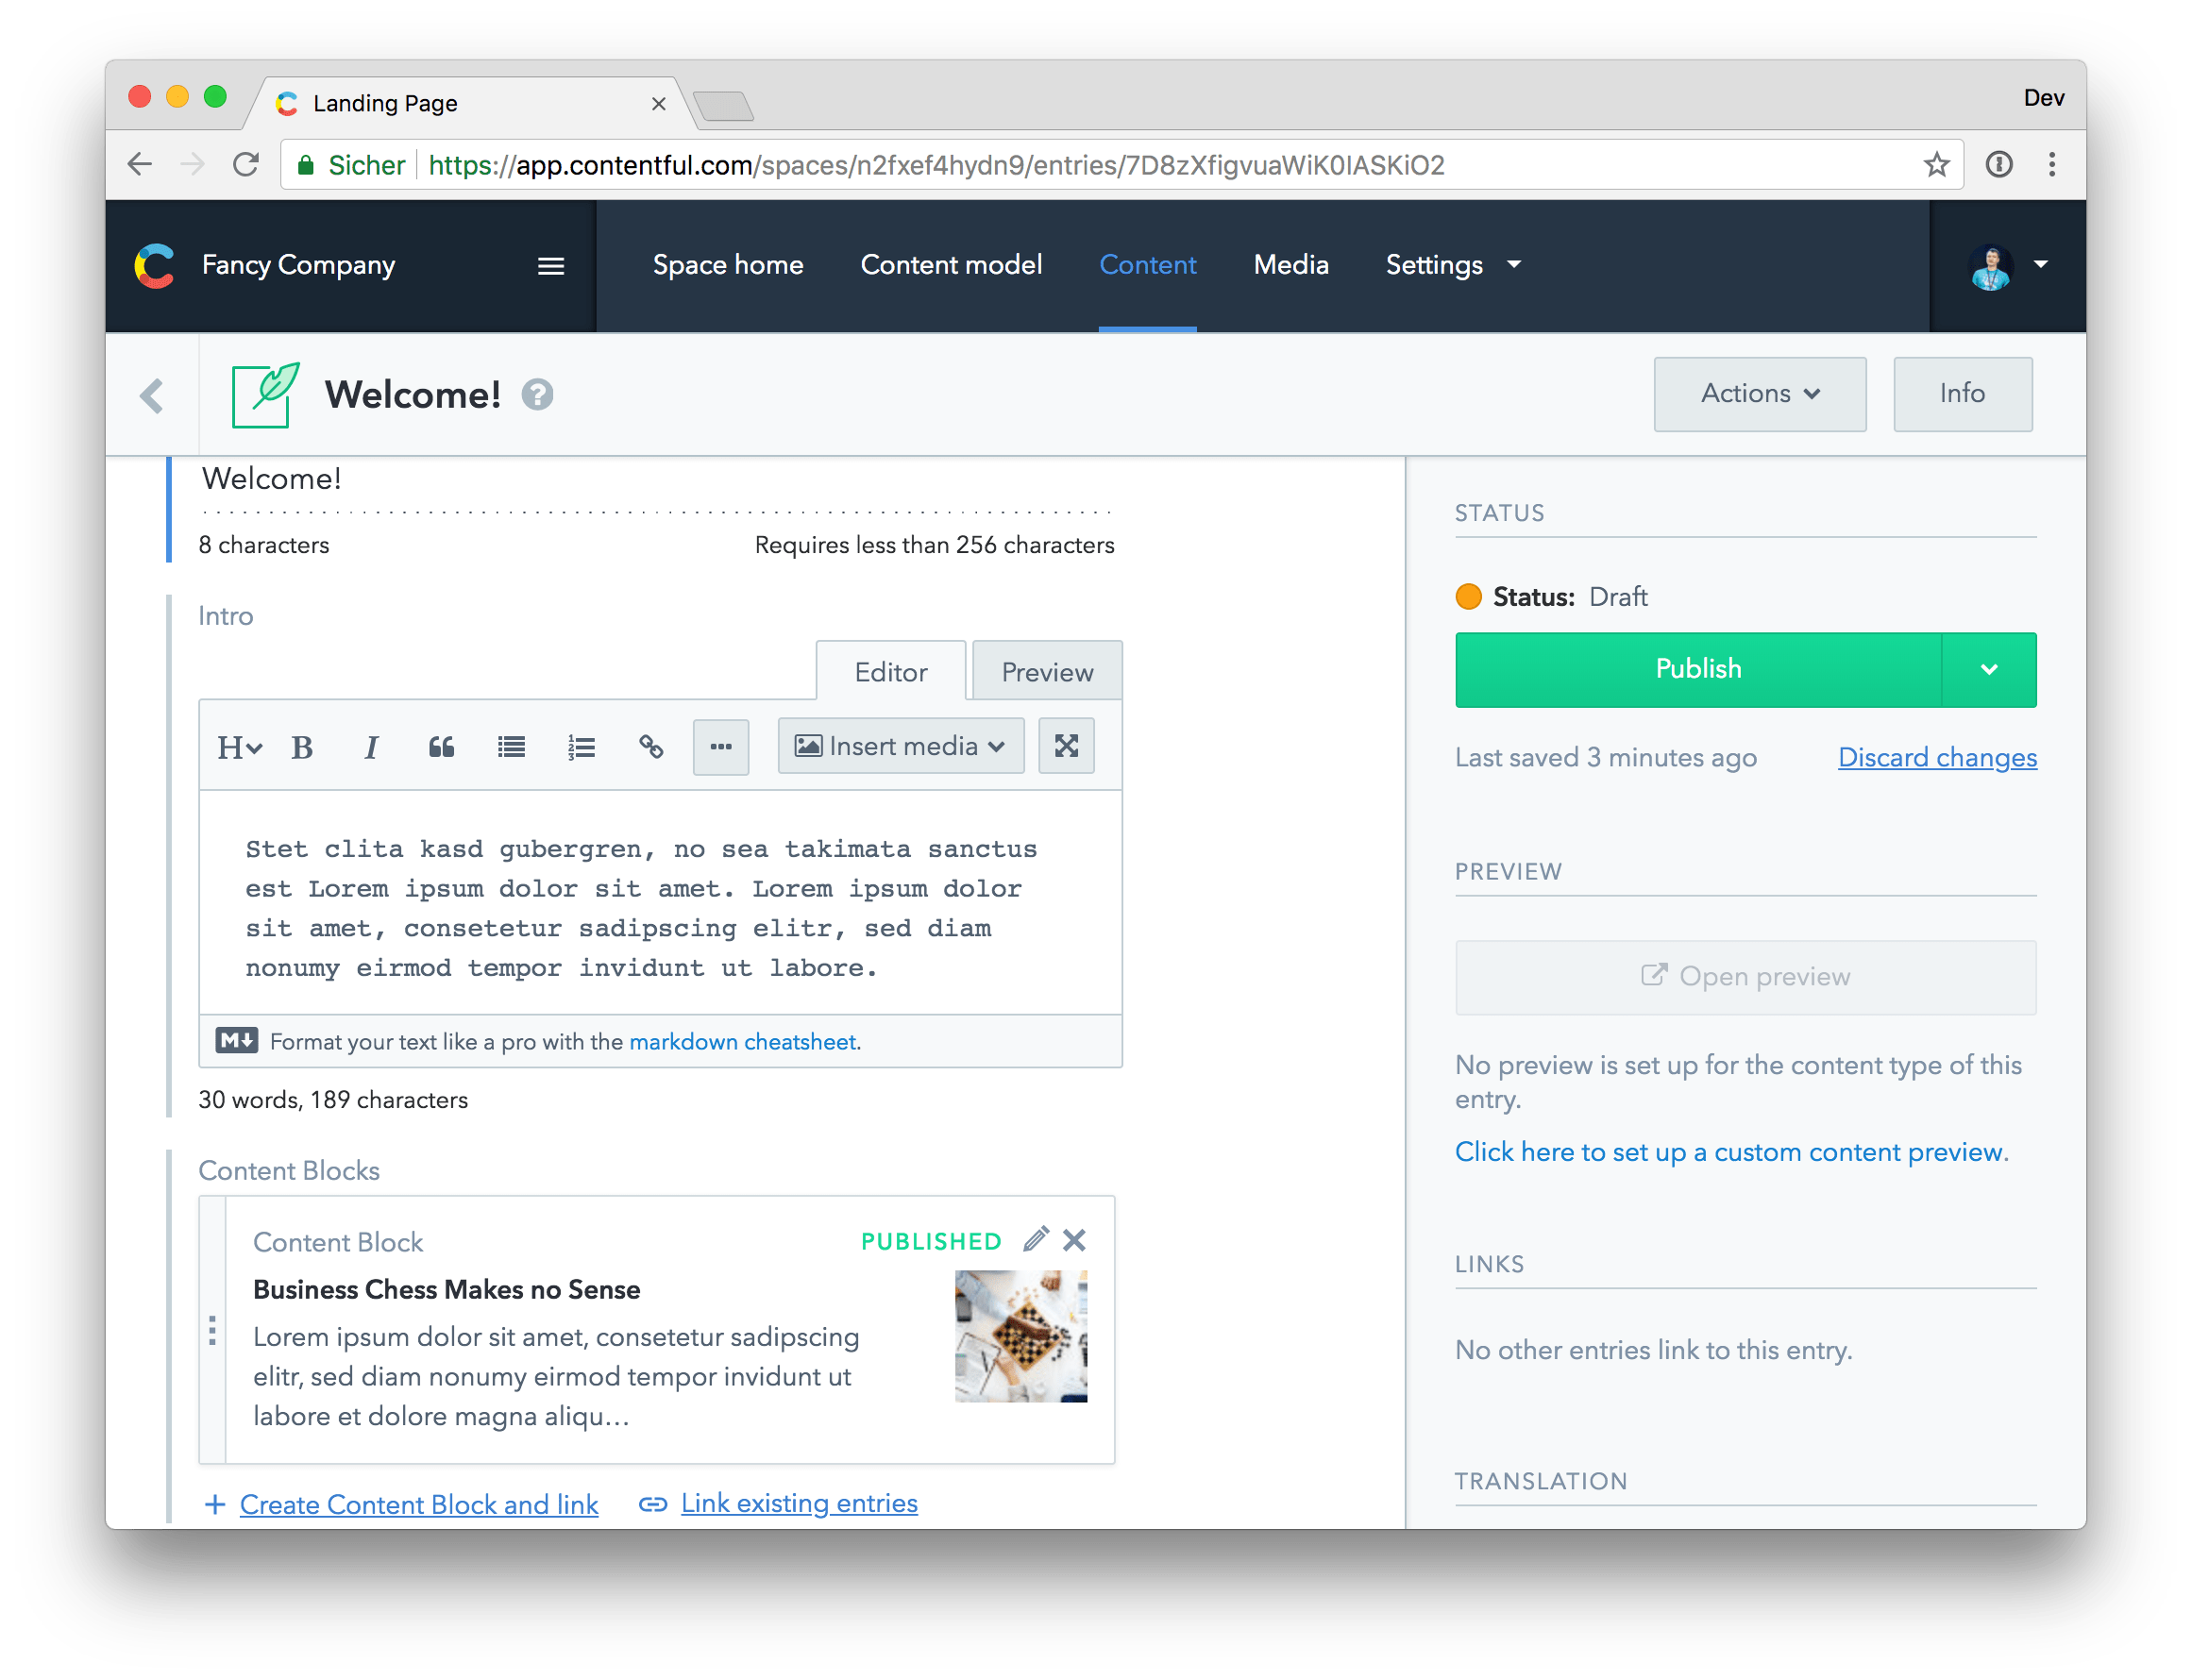 Landing Page
Dev
Sicher https://app.contentful.com/spaces/n2fxef4hydn9/entries/7D8zXfigvuaWiK0IASKiO2
Fancy Company
Space home Content model Content Media Settings
Welcome! ?
Actions Info
Welcome!
8 characters Requires less than 256 characters
Intro
Editor Preview
H B I Insert media
Stet clita kasd gubergren, no sea takimata sanctus
est Lorem ipsum dolor sit amet. Lorem ipsum dolor
sit amet, consetetur sadipscing elitr, sed diam
nonumy eirmod tempor invidunt ut labore.
M Format your text like a pro with the markdown cheatsheet.
30 words, 189 characters
Content Blocks
Content Block PUBLISHED
Business Chess Makes no Sense
Lorem ipsum dolor sit amet, consetetur sadipscing
elitr, sed diam nonumy eirmod tempor invidunt ut
labore et dolore magna aliqu…
+ Create Content Block and link Link existing entries
STATUS
Status: Draft
Publish
Last saved 3 minutes ago Discard changes
PREVIEW
Open preview
No preview is set up for the content type of this
entry.
Click here to set up a custom content preview.
LINKS
No other entries link to this entry.
TRANSLATION